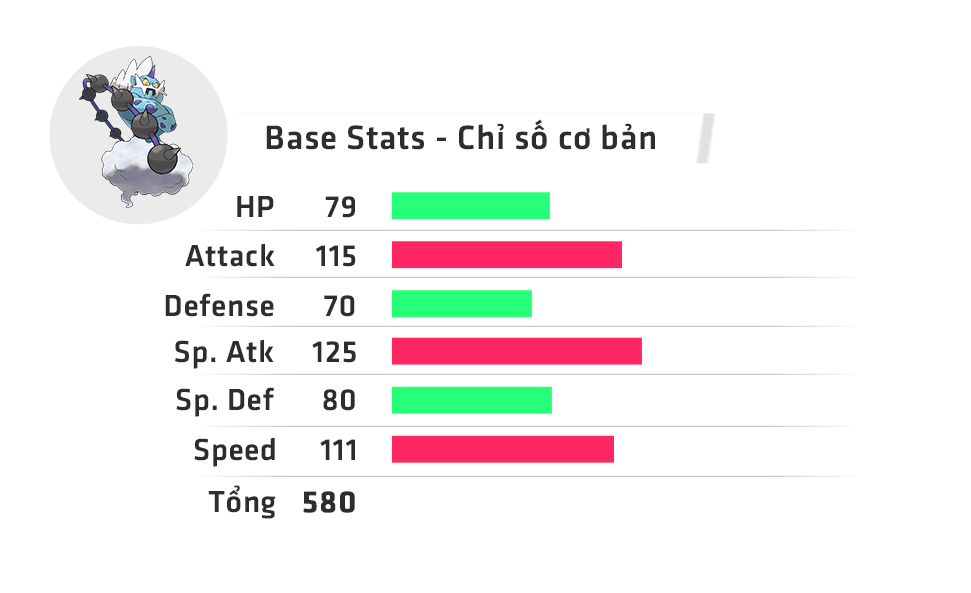 Base Stats - Chỉ số cơ bản
HP 79
Attack 115
Defense 70
Sp. Atk 125
Sp. Def 80
Speed 111
Tổng 580